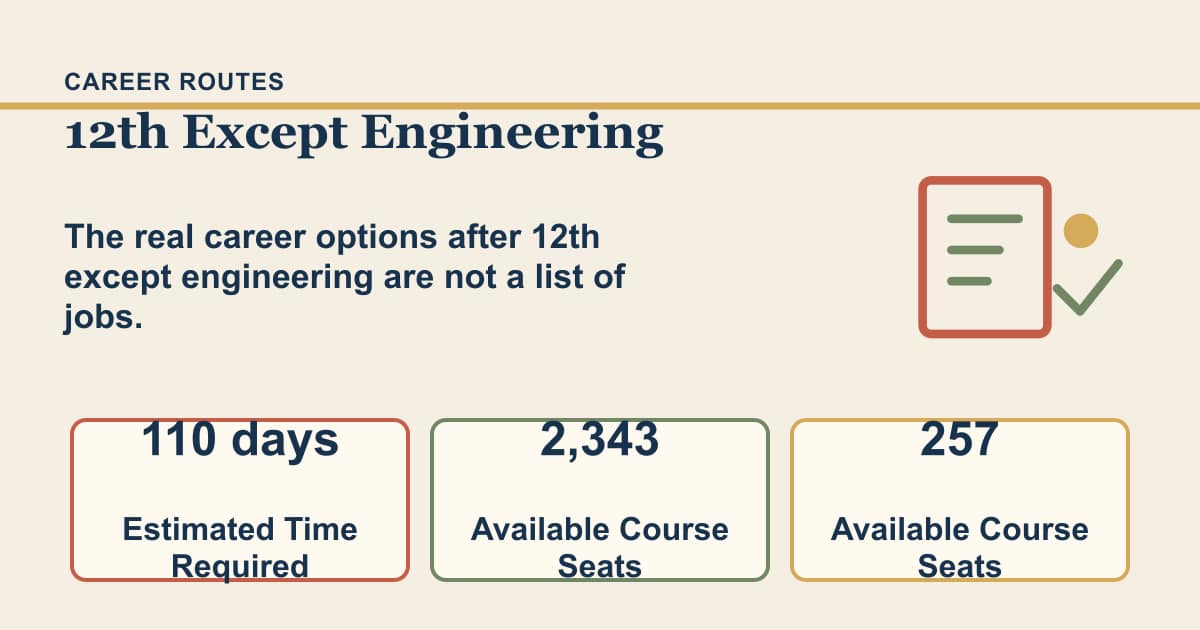 CAREER ROUTES
12th Except Engineering
The real career options after 12th
except engineering are not a list of
jobs.
110 days
Estimated Time
Required
2,343
Available Course
Seats
257
Available Course
Seats